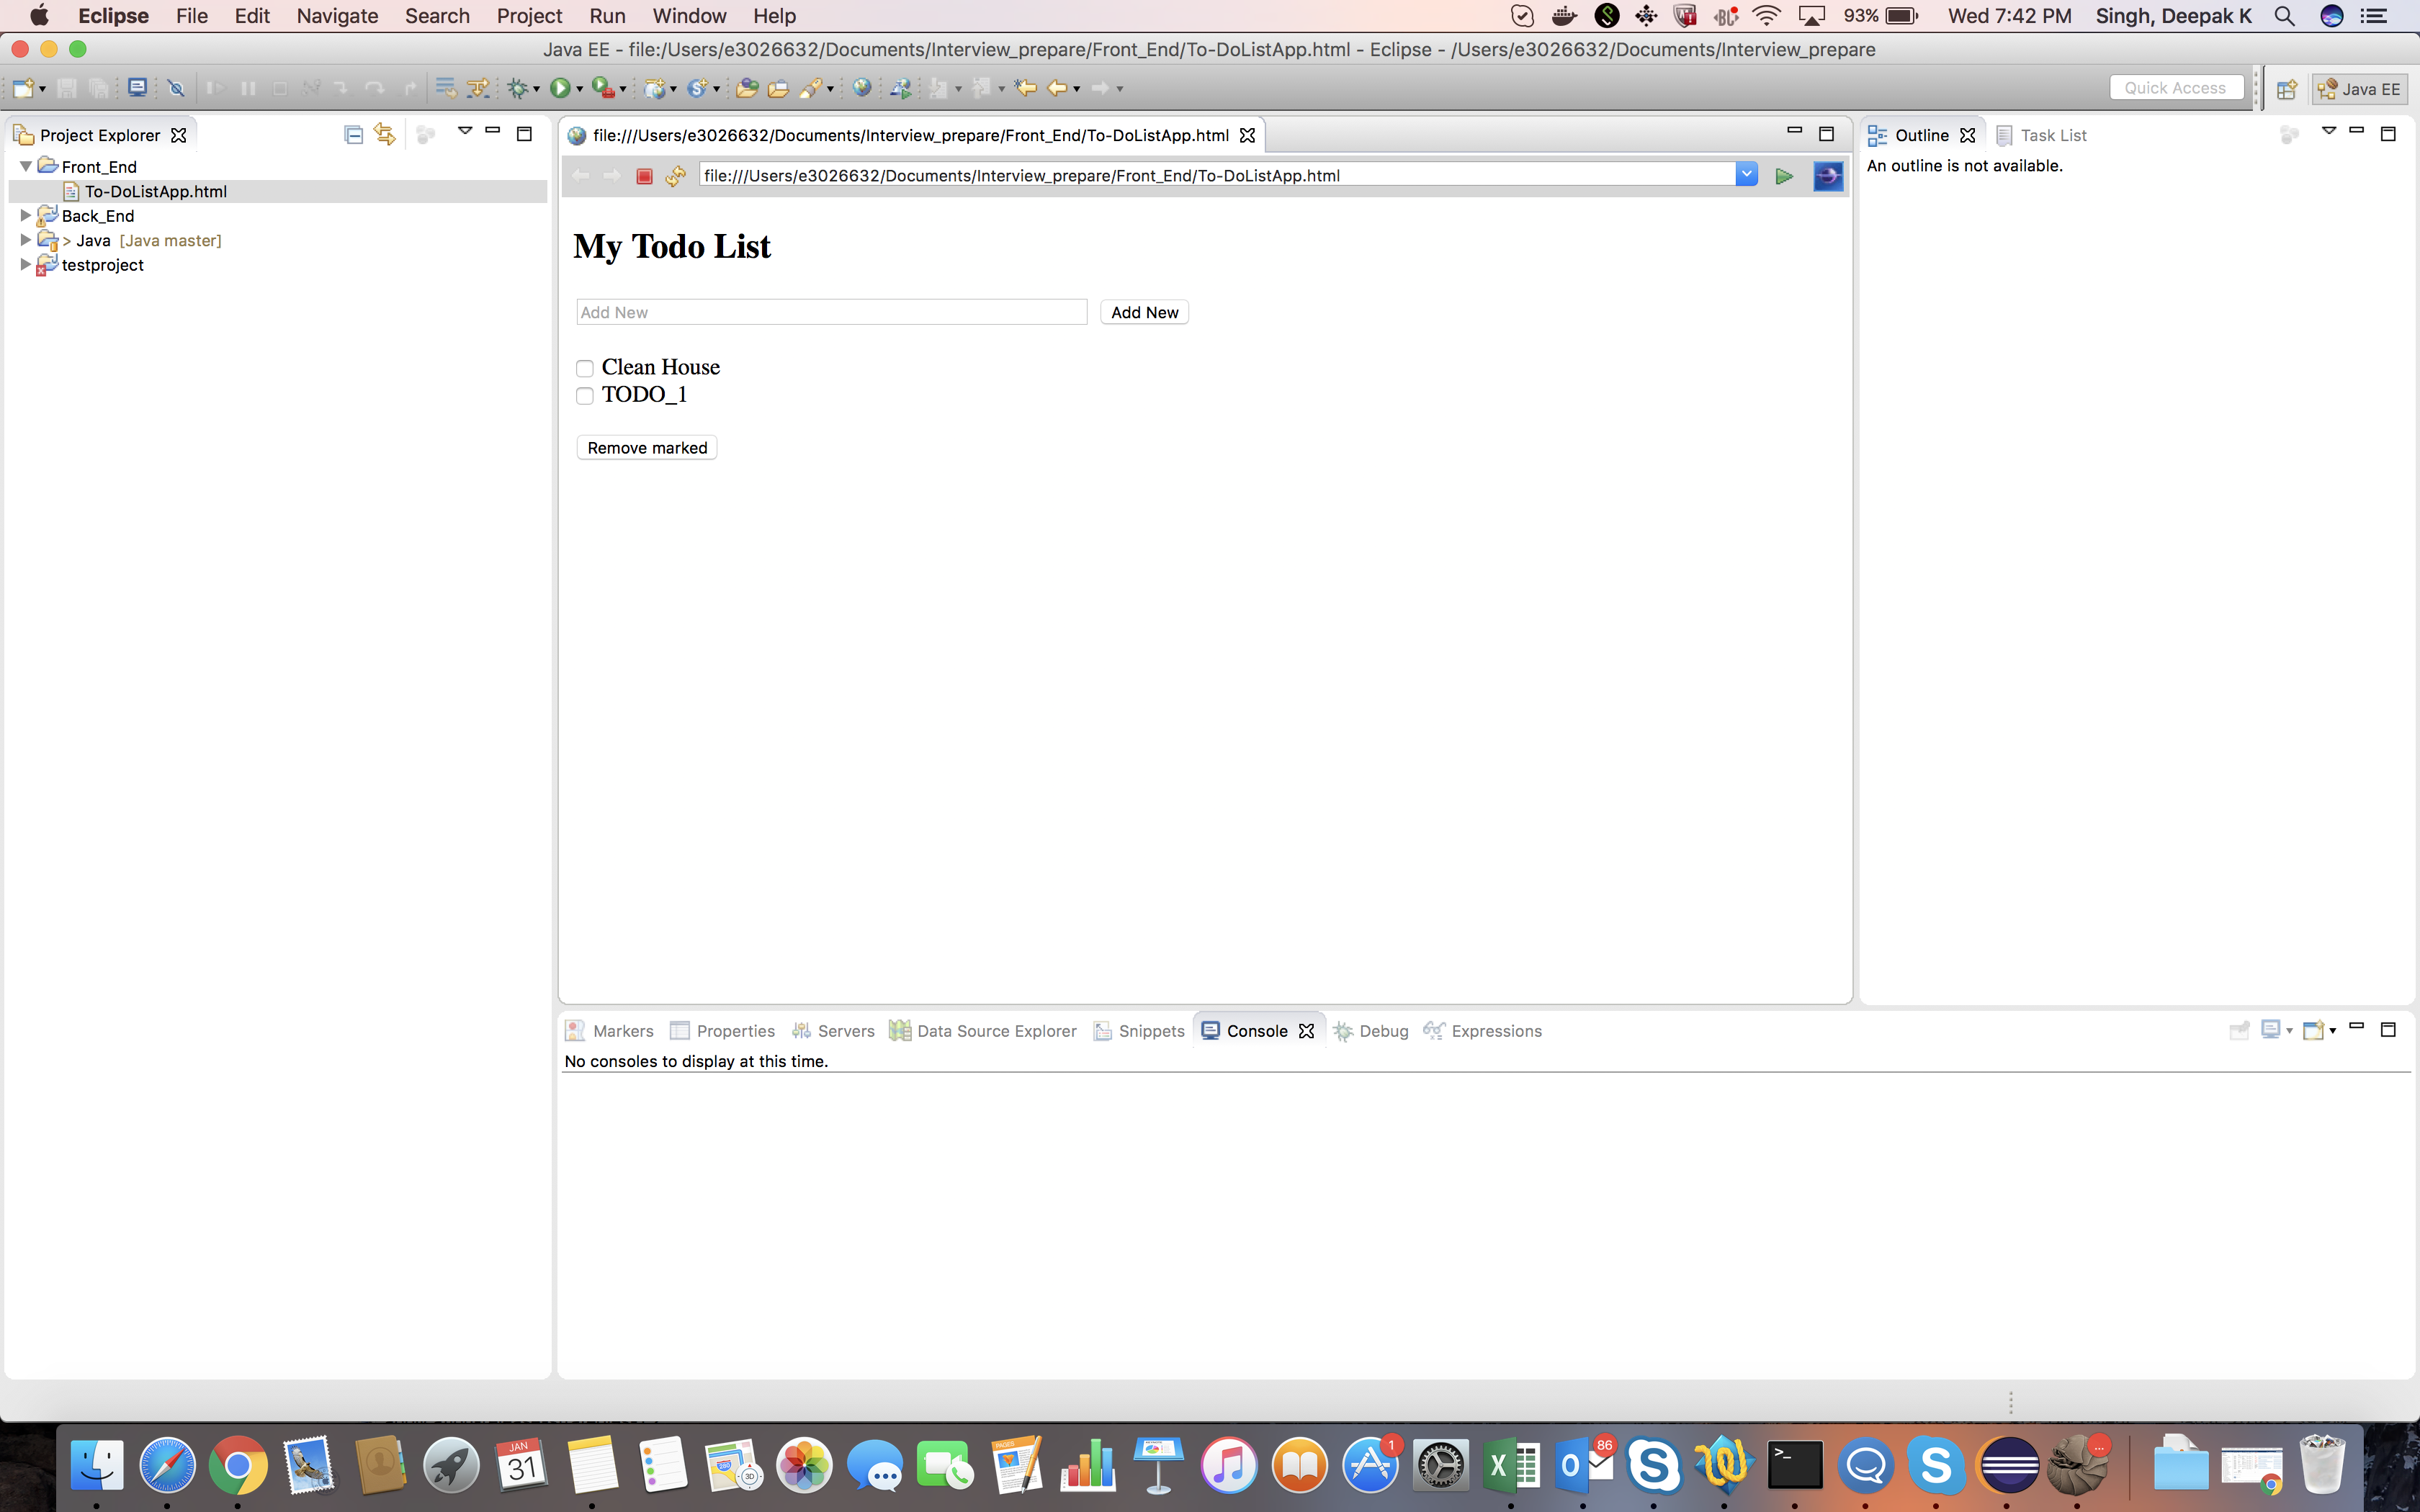 Eclipse File Edit Navigate Search Project Run Window Help 93% Wed 7:42 PM Singh, Deepak K
Java EE - file:/Users/e3026632/Documents/Interview_prepare/Front_End/To-DoListApp.html - Eclipse - /Users/e3026632/Documents/Interview_prepare
Quick Access Java EE
Project Explorer
Front_End
To-DoListApp.html
Back_End
> Java [Java master]
testproject
file:///Users/e3026632/Documents/Interview_prepare/Front_End/To-DoListApp.html
file:///Users/e3026632/Documents/Interview_prepare/Front_End/To-DoListApp.html
My Todo List
Add New Add New
Clean House
TODO_1
Remove marked
Outline Task List
An outline is not available.
Markers Properties Servers Data Source Explorer Snippets Console Debug Expressions
No consoles to display at this time.
JAN
31
PAGES
3D
1
86